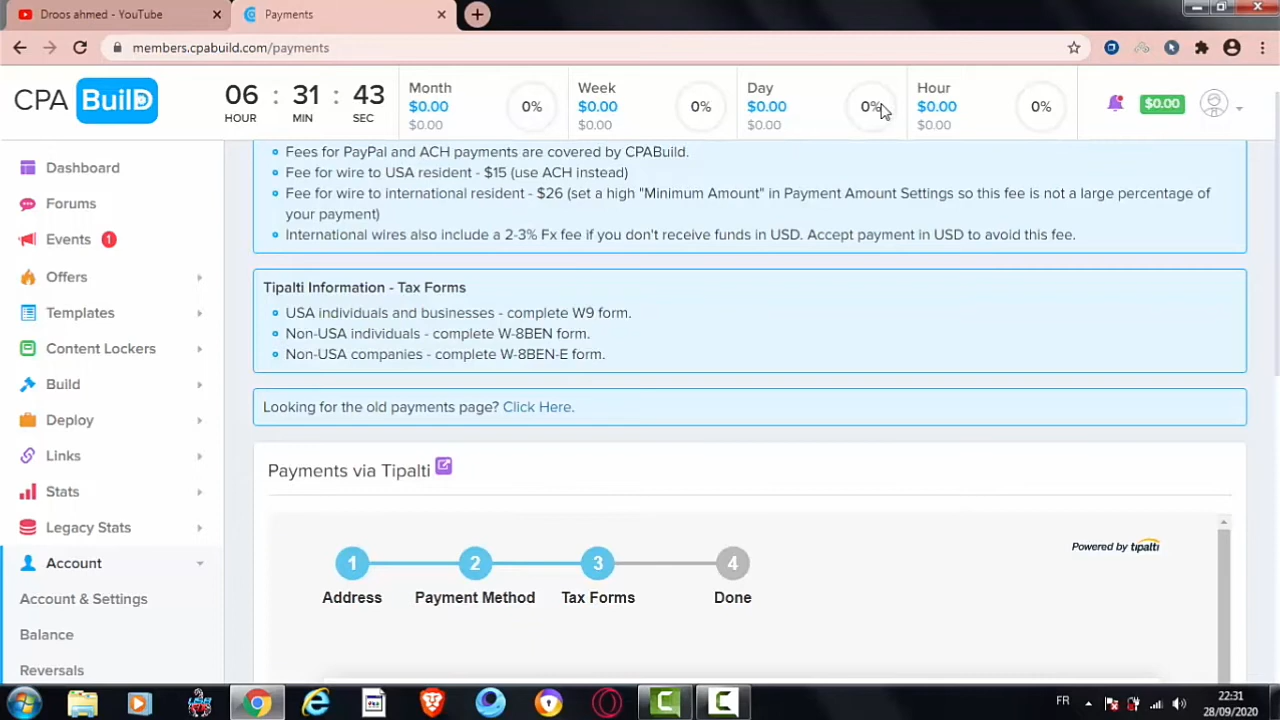 Droos ahmed - YouTube
Payments
members.cpabuild.com/payments
CPA BuilD
06 : 31 : 43
HOUR MIN SEC
Month
$0.00
$0.00
0%
Week
$0.00
$0.00
0%
Day
$0.00
$0.00
0%
Hour
$0.00
$0.00
0%
$0.00
Dashboard
Forums
Events 1
Offers
Templates
Content Lockers
Build
Deploy
Links
Stats
Legacy Stats
Account
Account & Settings
Balance
Reversals
Fees for PayPal and ACH payments are covered by CPABuild.
Fee for wire to USA resident - $15 (use ACH instead)
Fee for wire to international resident - $26 (set a high "Minimum Amount" in Payment Amount Settings so this fee is not a large percentage of
your payment)
International wires also include a 2-3% Fx fee if you don't receive funds in USD. Accept payment in USD to avoid this fee.
Tipalti Information - Tax Forms
USA individuals and businesses - complete W9 form.
Non-USA individuals - complete W-8BEN form.
Non-USA companies - complete W-8BEN-E form.
Looking for the old payments page? Click Here.
Payments via Tipalti
Powered by tipalti
1 2 3 4
Address Payment Method Tax Forms Done
FR
22:31
28/09/2020